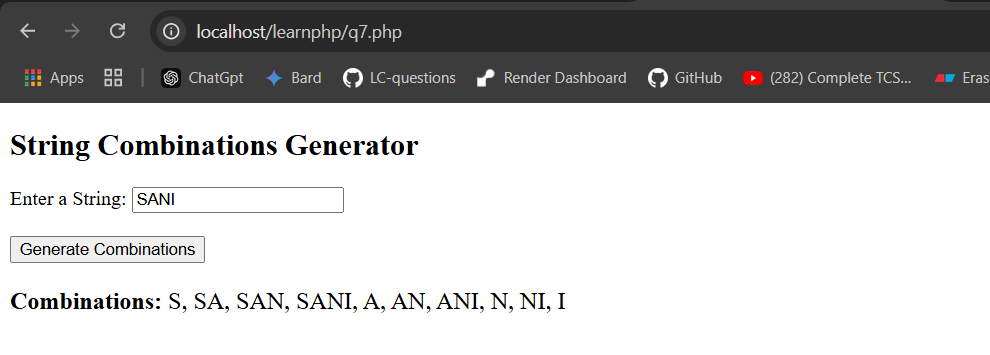 localhost/learnphp/q7.php
Apps ChatGpt Bard LC-questions Render Dashboard GitHub (282) Complete TCS... Eras
String Combinations Generator
Enter a String: SANI
Generate Combinations
Combinations: S, SA, SAN, SANI, A, AN, ANI, N, NI, I